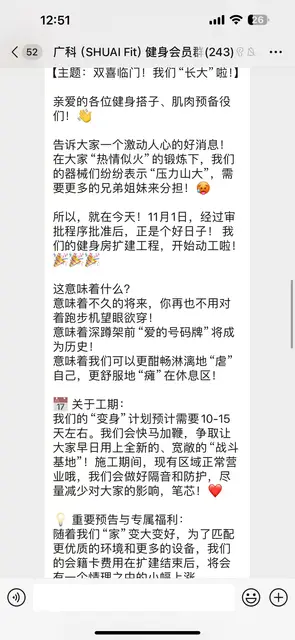 12:51
26
52
广科 (SHUAI Fit) 健身会员群(243)
【主题：双喜临门！我们“长大”啦！】
亲爱的各位健身搭子、肌肉预备役
们！👋
告诉大家一个激动人心的好消息！
在大家“热情似火”的锻炼下，我们
的器械们纷纷表示“压力山大”，需
要更多的兄弟姐妹来分担！🥵
所以，就在今天！11月1日，经过审
批程序批准后，正是个好日子！ 我
们的健身房扩建工程，开始动工啦！
🎉🎉🎉
这意味着什么？
意味着不久的将来，你再也不用对
着跑步机望眼欲穿！
意味着深蹲架前“爱的号码牌”将成
为历史！
意味着我们可以更酣畅淋漓地“虐”
自己，更舒服地“瘫”在休息区！
📅 关于工期：
我们的“变身”计划预计需要10-15
天左右。我们会快马加鞭，争取让
大家早日用上全新的、宽敞的“战斗
基地”！施工期间，现有区域正常营
业哦，我们会做好隔音和防护，尽
量减少对大家的影响，笔芯！❤️
💡 重要预告与专属福利：
随着我们“家”变大变好，为了匹配
更优质的环境和更多的设备，我们
的会籍卡费用在扩建结束后，将会
有一个情理之中的小幅上涨